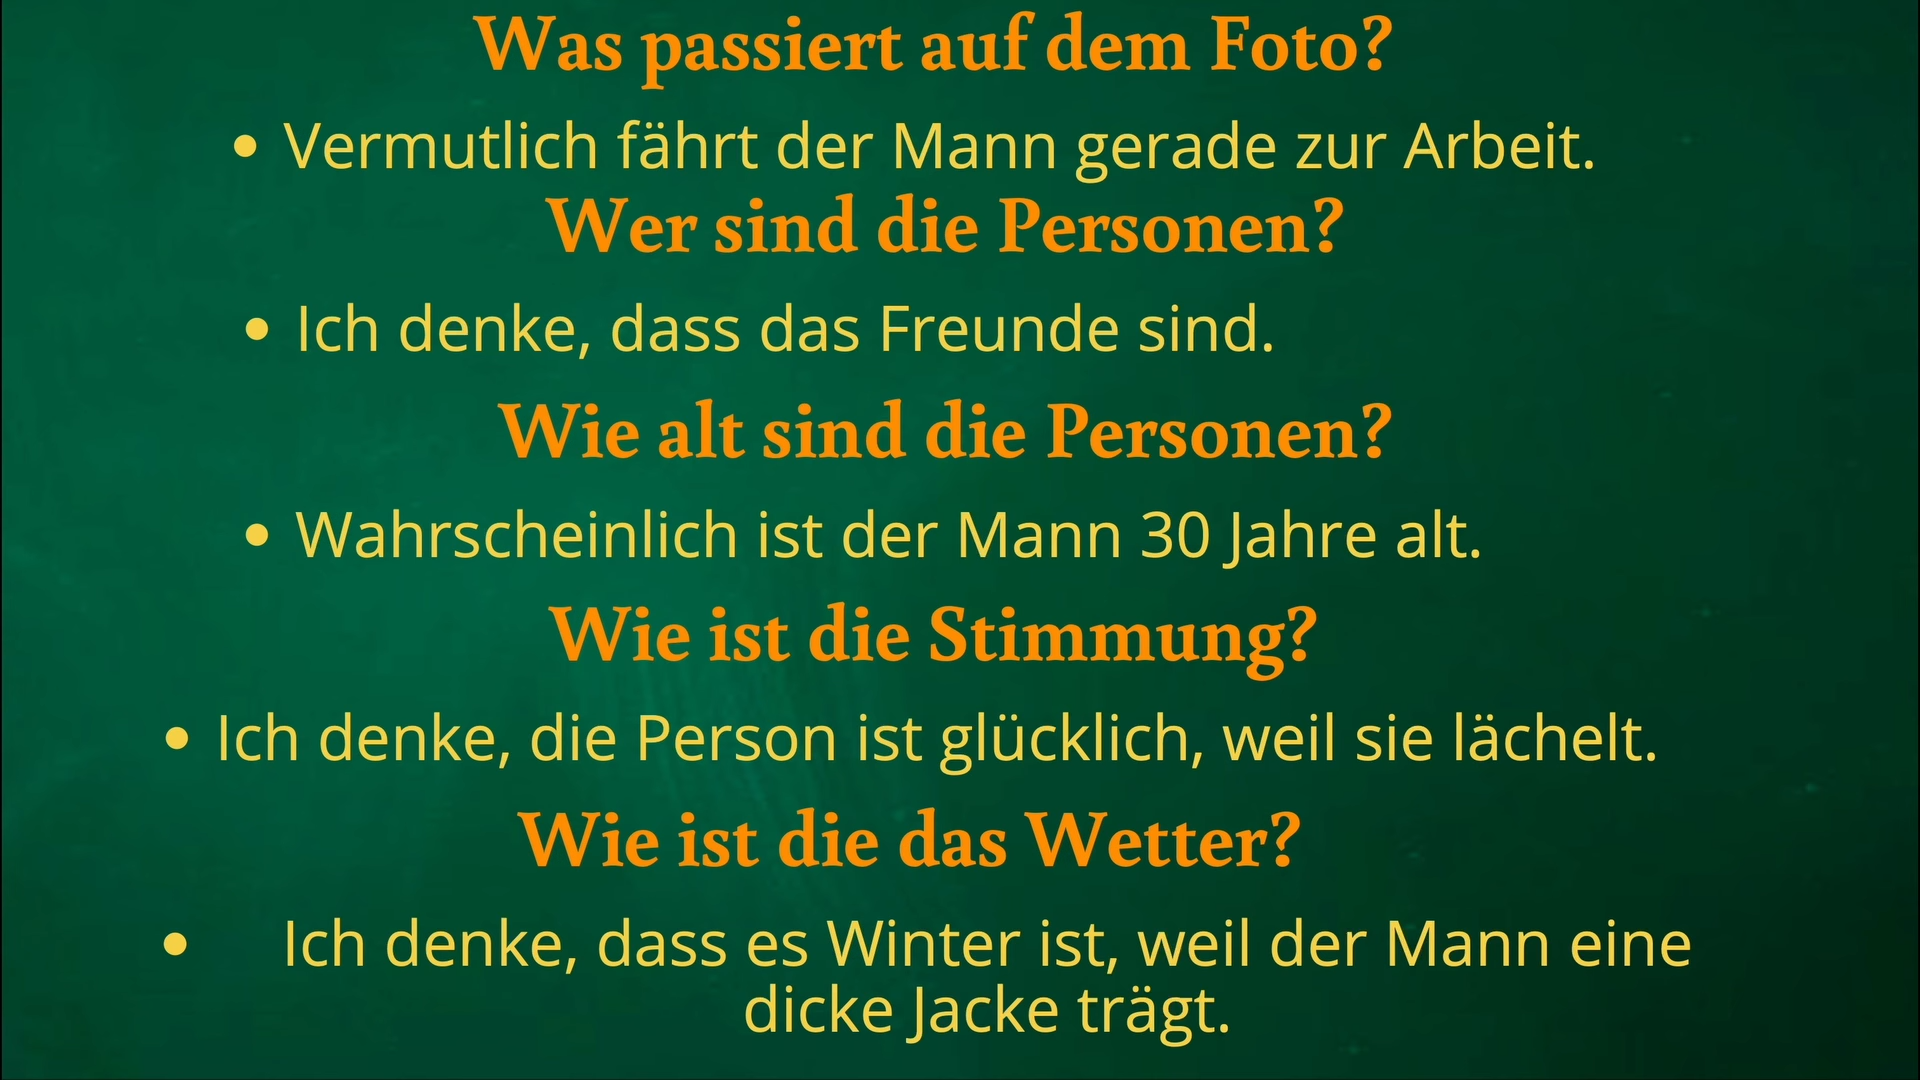 Was passiert auf dem Foto?
• Vermutlich fährt der Mann gerade zur Arbeit.
Wer sind die Personen?
• Ich denke, dass das Freunde sind.
Wie alt sind die Personen?
• Wahrscheinlich ist der Mann 30 Jahre alt.
Wie ist die Stimmung?
• Ich denke, die Person ist glücklich, weil sie lächelt.
Wie ist die das Wetter?
• Ich denke, dass es Winter ist, weil der Mann eine
dicke Jacke trägt.